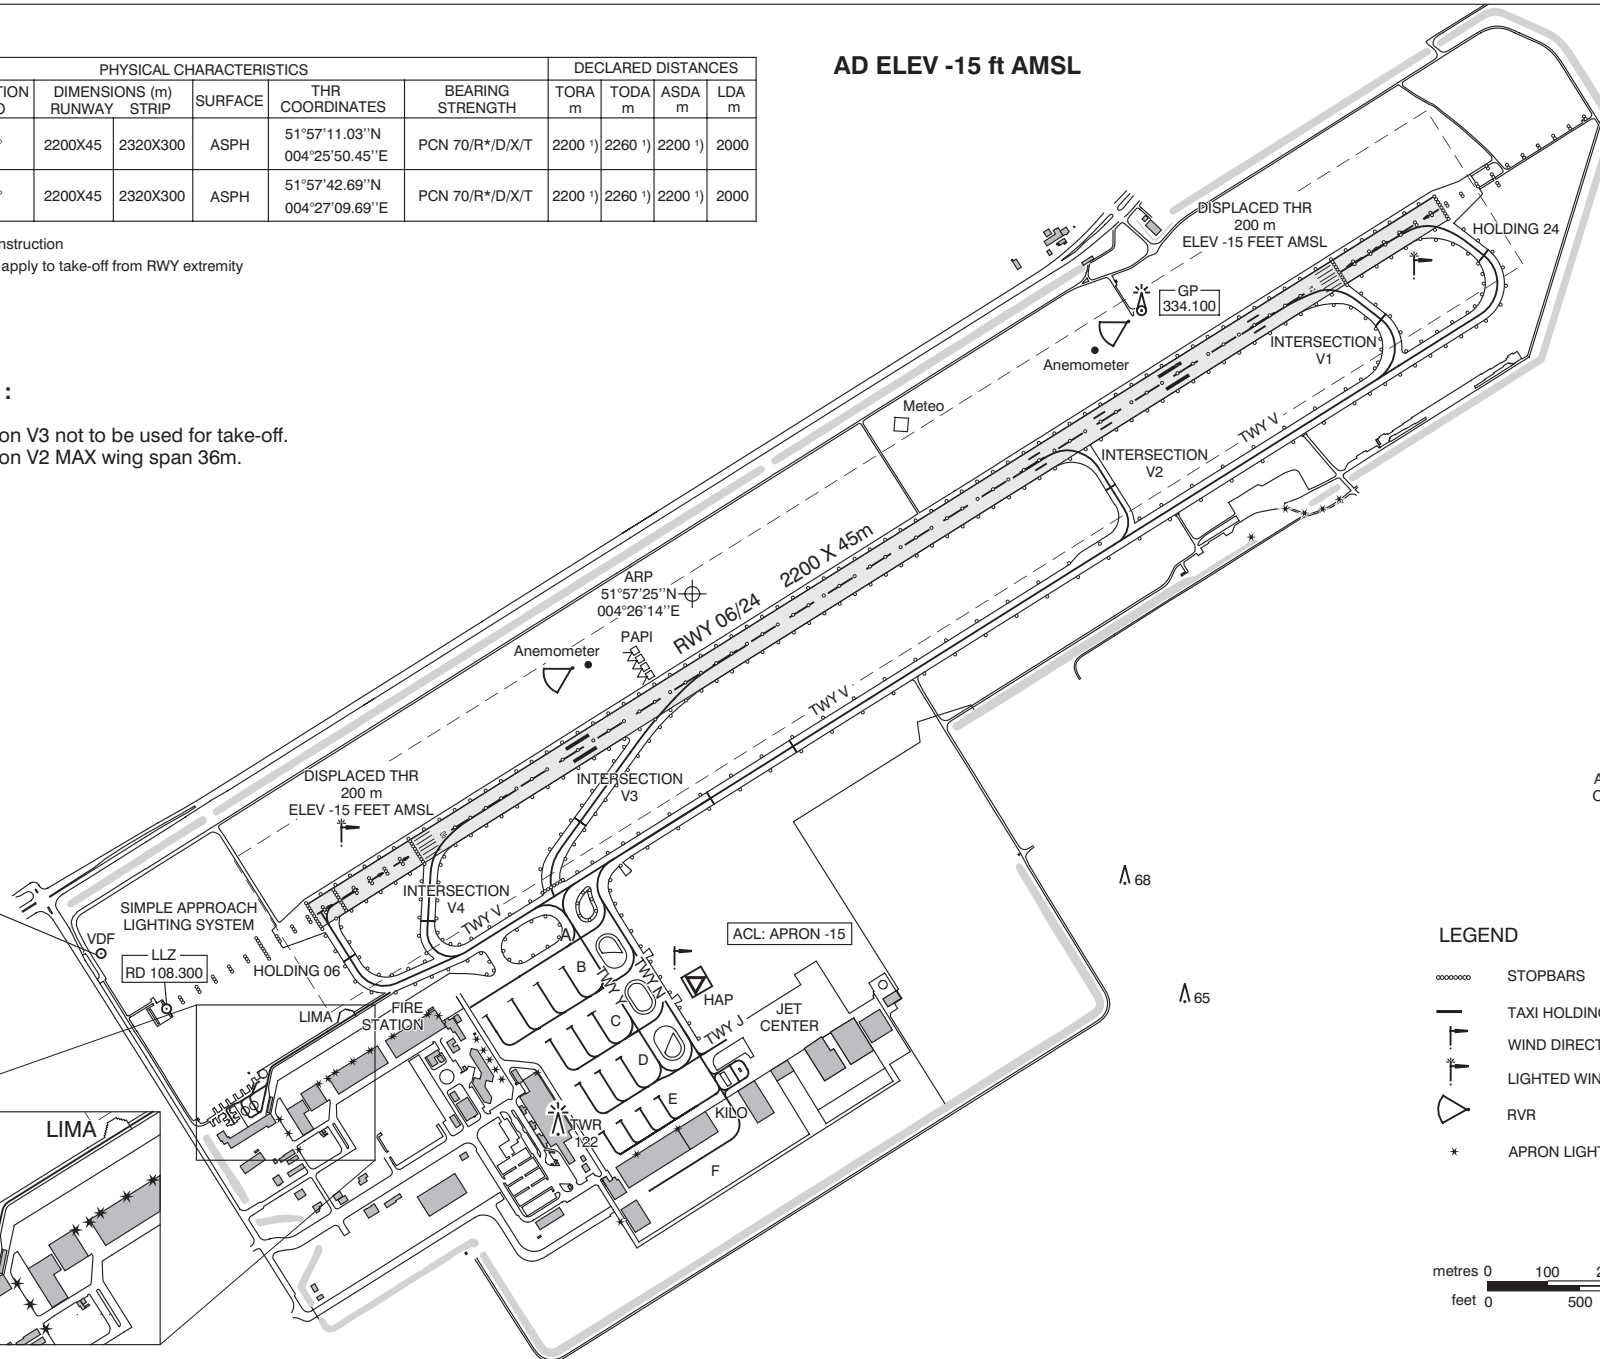 AD ELEV -15 ft AMSL
PHYSICAL CHARACTERISTICS
DECLARED DISTANCES
DIMENSIONS (m)
RUNWAY STRIP
SURFACE
THR
COORDINATES
BEARING
STRENGTH
TORA
m
TODA
m
ASDA
m
LDA
m
2200X45
2320X300
ASPH
51°57'11.03''N
004°25'50.45''E
PCN 70/R*/D/X/T
2200 ¹)
2260 ¹)
2200 ¹)
2000
2200X45
2320X300
ASPH
51°57'42.69''N
004°27'09.69''E
PCN 70/R*/D/X/T
2200 ¹)
2260 ¹)
2200 ¹)
2000
nstruction
apply to take-off from RWY extremity
:
on V3 not to be used for take-off.
on V2 MAX wing span 36m.
DISPLACED THR
200 m
ELEV -15 FEET AMSL
HOLDING 24
GP
334.100
Anemometer
INTERSECTION
V1
Meteo
TWY V
INTERSECTION
V2
2200 X 45m
RWY 06/24
ARP
51°57'25''N
004°26'14''E
PAPI
Anemometer
TWY V
DISPLACED THR
200 m
ELEV -15 FEET AMSL
INTERSECTION
V3
INTERSECTION
V4
TWY V
SIMPLE APPROACH
LIGHTING SYSTEM
VDF
LLZ
RD 108.300
HOLDING 06
ACL: APRON -15
68
65
A
B
C
D
E
F
TWY Y
TWY N
TWY J
HAP
JET
CENTER
LIMA
FIRE
STATION
KILO
TWR
122
LIMA
LEGEND
STOPBARS
TAXI HOLDING
WIND DIRECT
LIGHTED WIN
RVR
APRON LIGHT
metres 0 100 2
feet 0 500